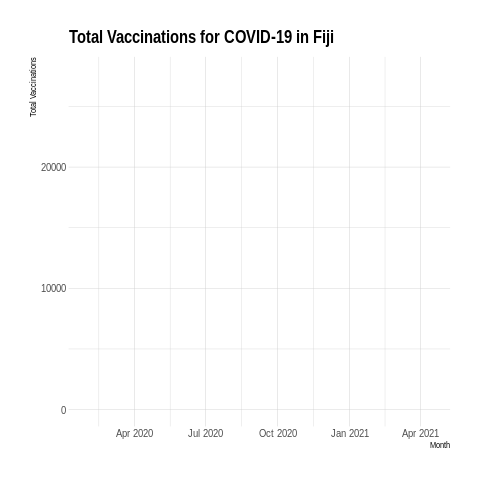 Total Vaccinations for COVID-19 in Fiji
Total Vaccinations
20000
10000
0
Apr 2020 Jul 2020 Oct 2020 Jan 2021 Apr 2021
Month